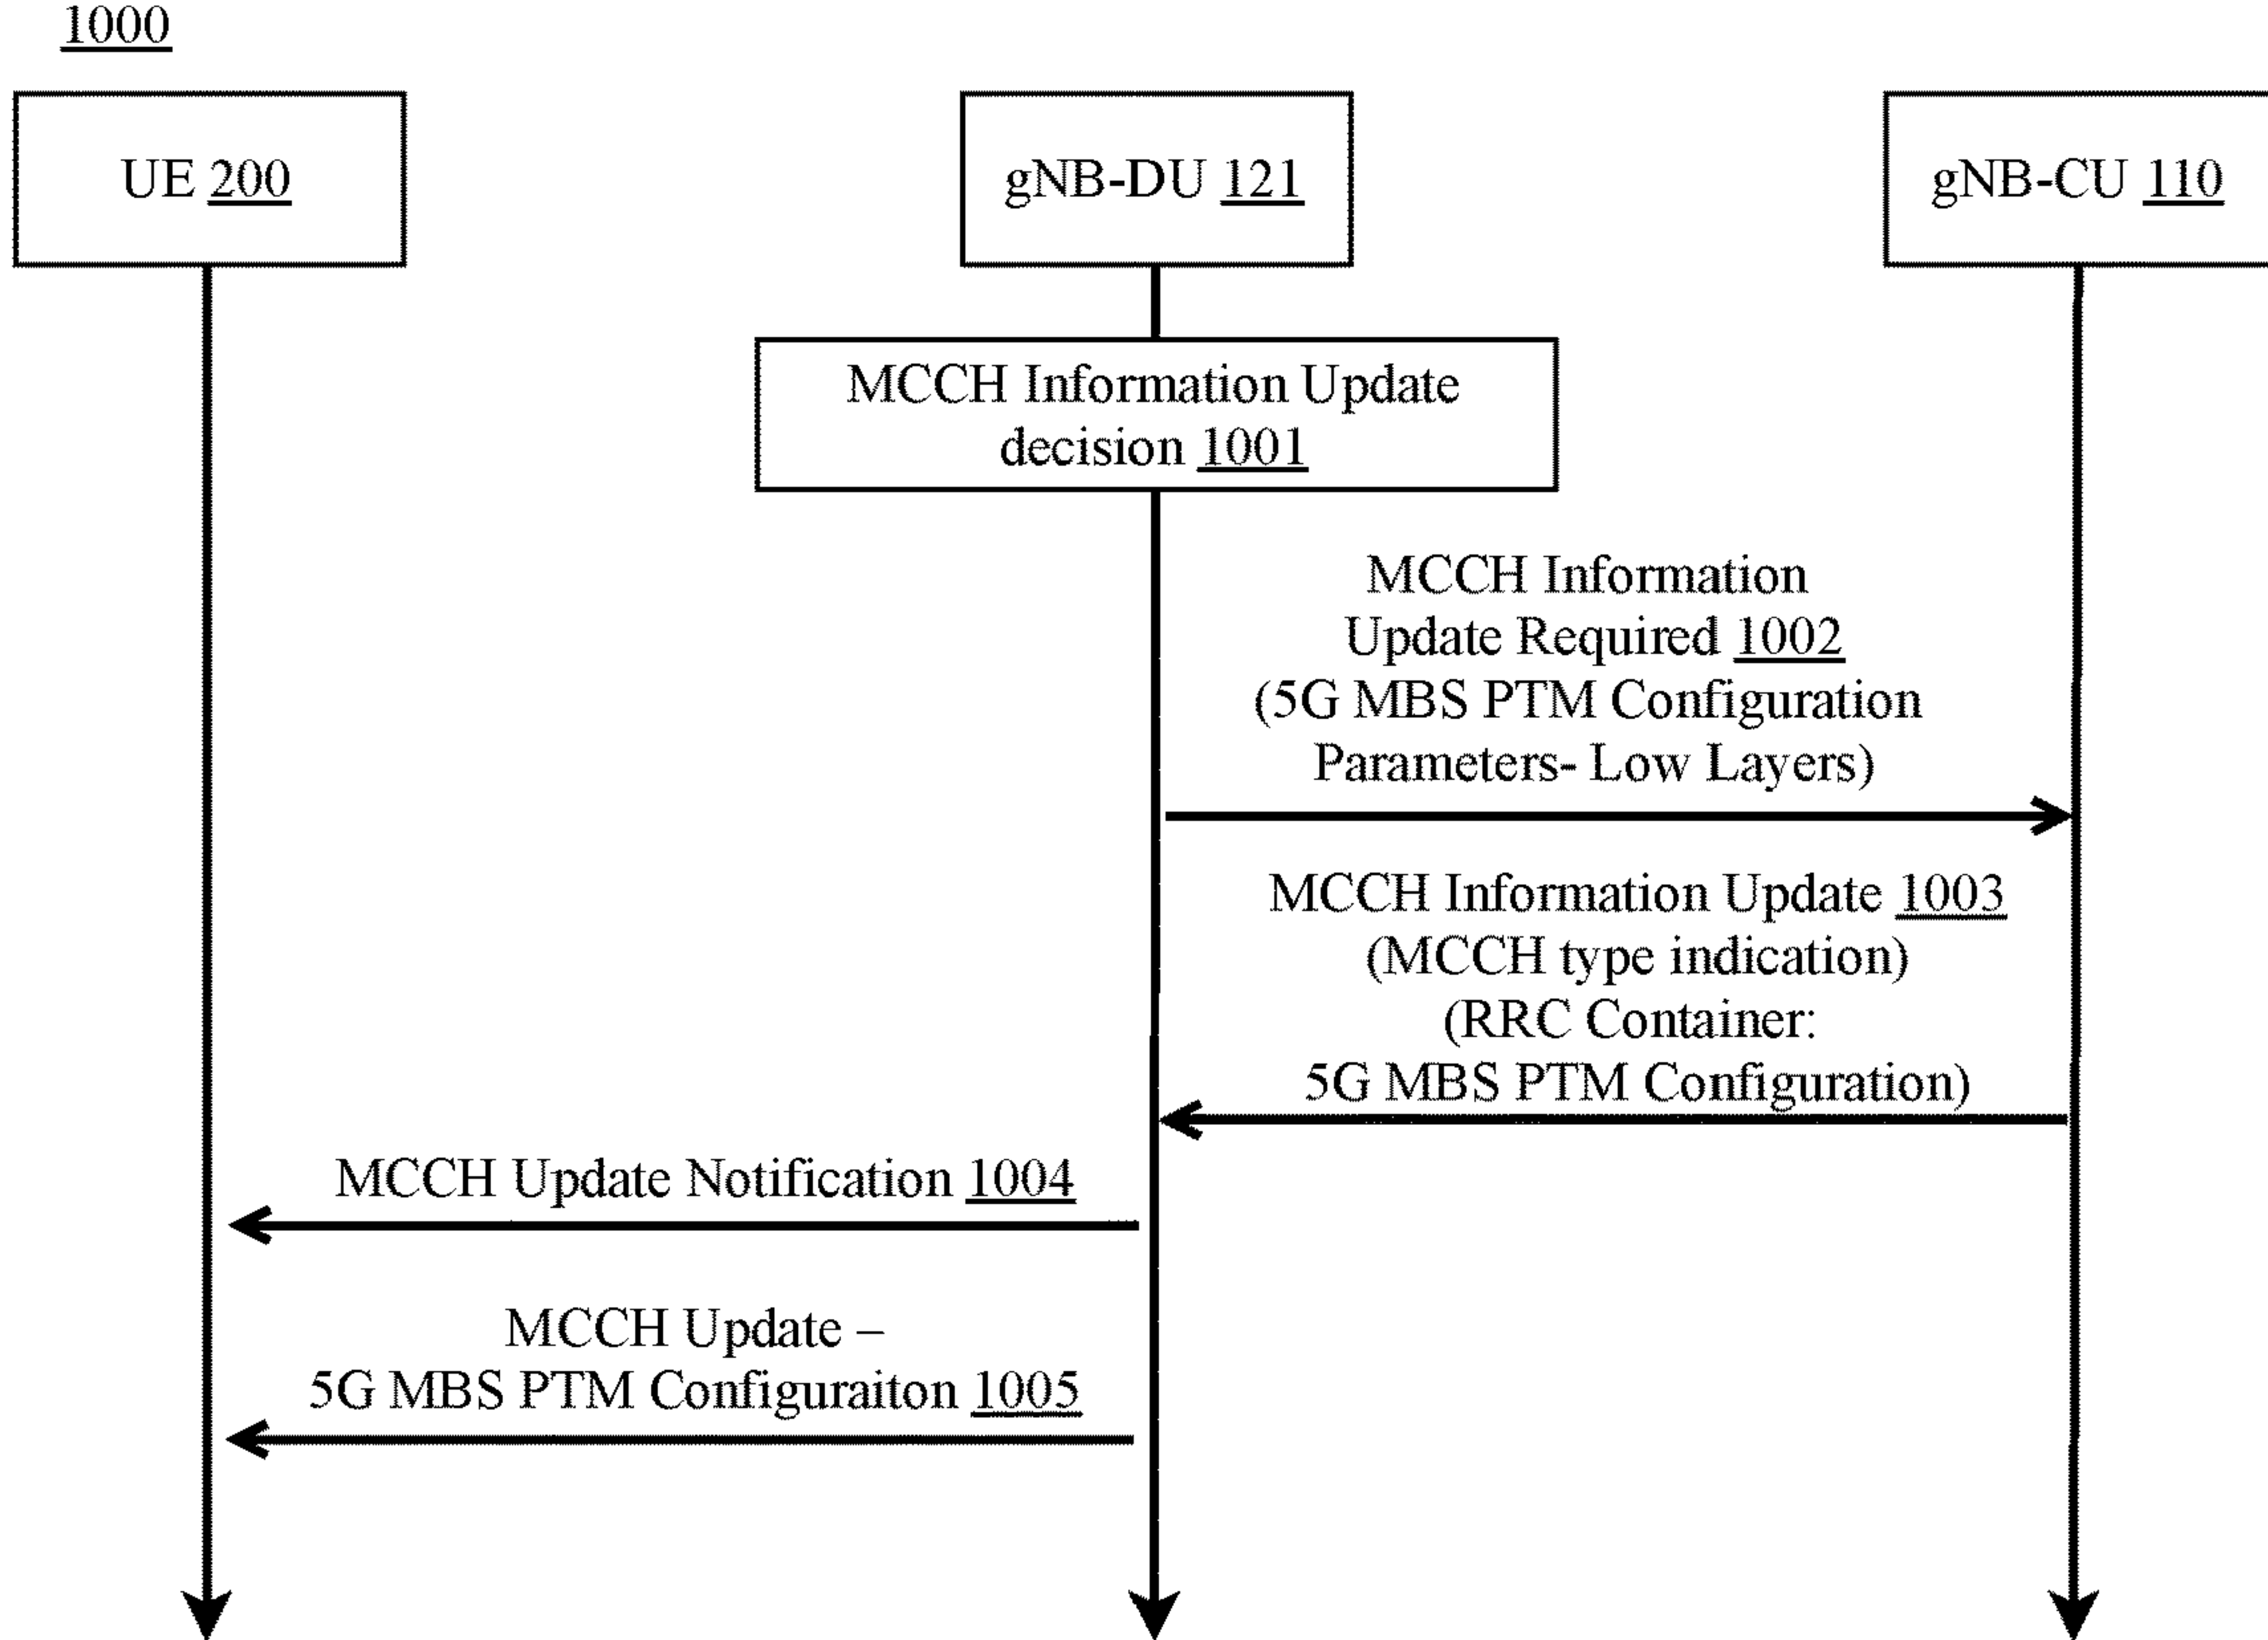 1000
UE 200
gNB-DU 121
gNB-CU 110
MCCH Information Update
decision 1001
MCCH Information
Update Required 1002
(5G MBS PTM Configuration
Parameters- Low Layers)
MCCH Information Update 1003
(MCCH type indication)
(RRC Container:
5G MBS PTM Configuration)
MCCH Update Notification 1004
MCCH Update –
5G MBS PTM Configuraiton 1005